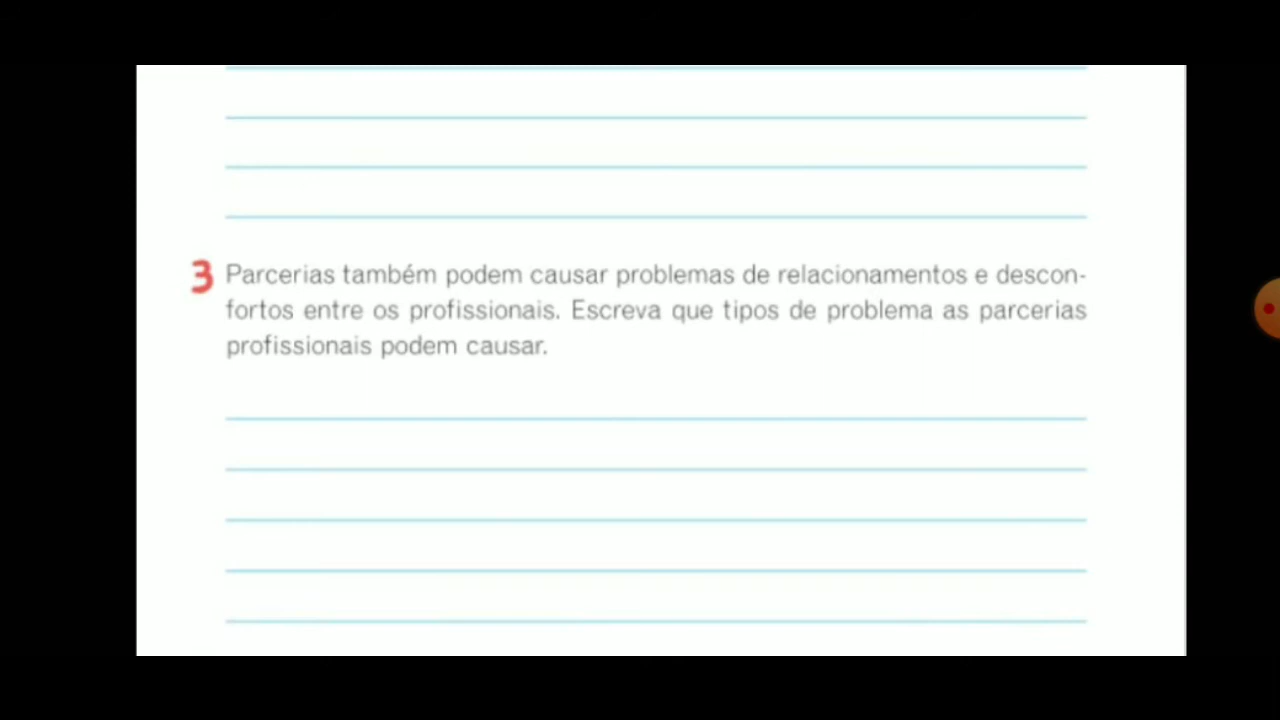 3 Parcerias também podem causar problemas de relacionamentos e descon-
fortos entre os profissionais. Escreva que tipos de problema as parcerias
profissionais podem causar.